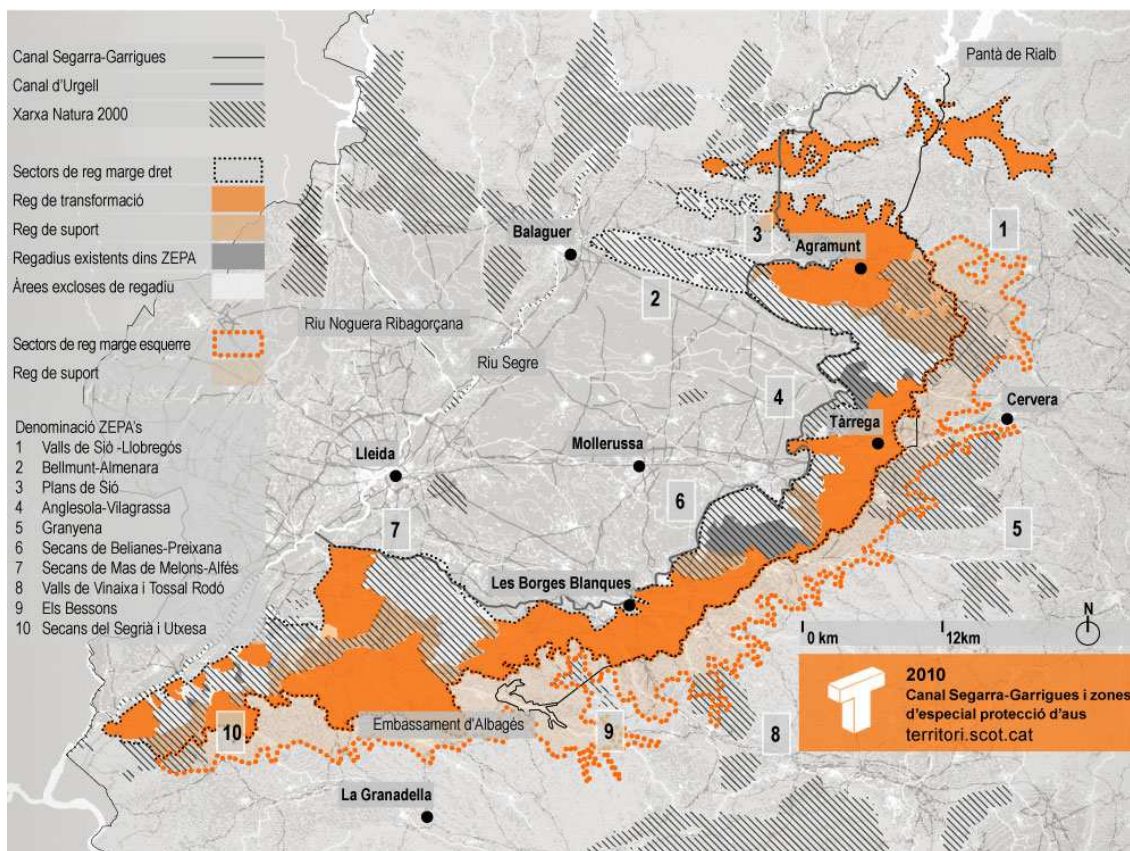 Canal Segarra-Garrigues
Canal d'Urgell
Xarxa Natura 2000
Sectors de reg marge dret
Reg de transformació
Reg de suport
Regadius existents dins ZEPA
Àrees excloses de regadiu
Sectors de reg marge esquerre
Reg de suport
Denominació ZEPA's
1 Valls de Sió -Llobregós
2 Bellmunt-Almenara
3 Plans de Sió
4 Anglesola-Vilagrassa
5 Granyena
6 Secans de Belianes-Preixana
7 Secans de Mas de Melons-Alfés
8 Valls de Vinaixa i Tossal Rodó
9 Els Bessons
10 Secans del Segrià i Utxesa
Pantà de Rialb
Balaguer
3
Agramunt
1
2
Riu Noguera Ribagorçana
Riu Segre
4
Cervera
Tàrrega
Lleida
Mollerussa
6
7
5
Les Borges Blanques
Embassament d'Albagés
10
9
8
La Granadella
0 km
12km
N
2010
Canal Segarra-Garrigues i zones
d'especial protecció d'aus
territori.scot.cat